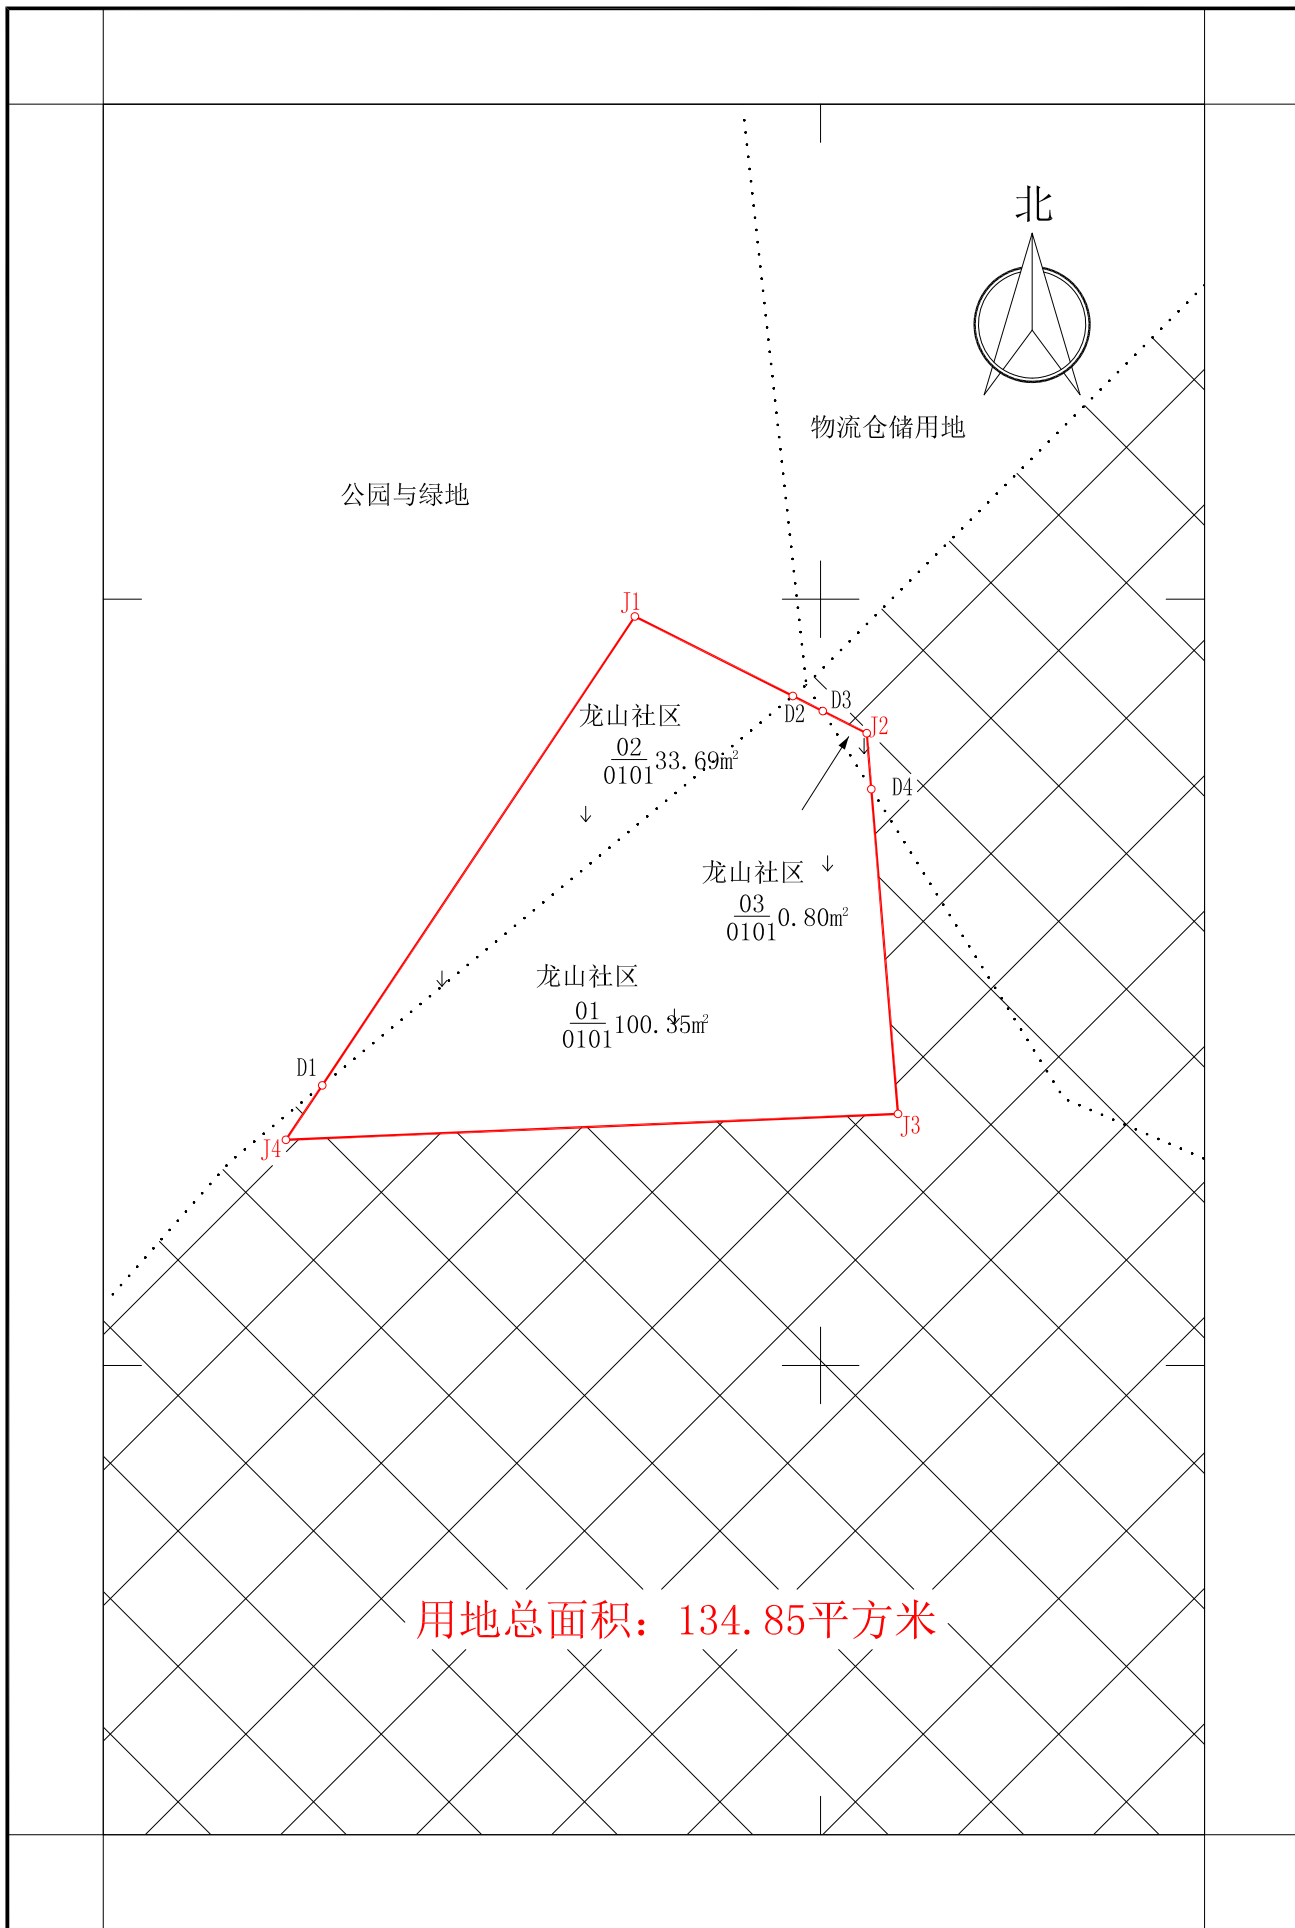 北
物流仓储用地
公园与绿地
J1
D2
D3
J2
龙山社区
02
0101
33.69m²
D4
龙山社区
03
0101
0.80m²
龙山社区
01
0101
100.35m²
D1
J3
J4
用地总面积：134.85平方米